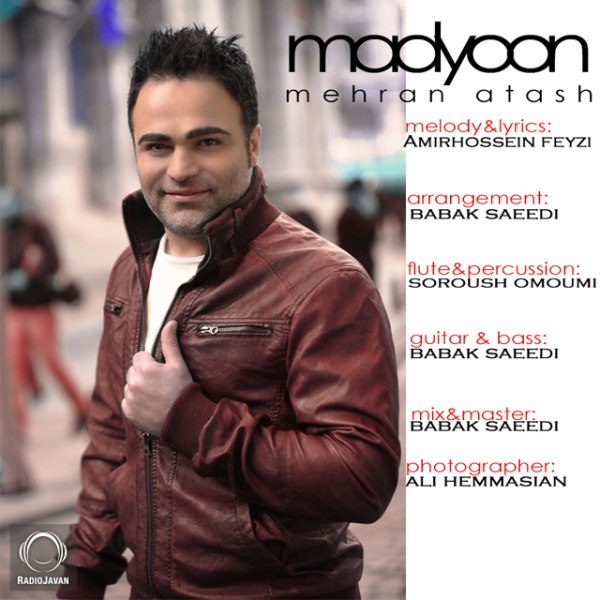 madyoon
mehran atash
melody&lyrics:
AMIRHOSSEIN FEYZI
arrangement:
BABAK SAEEDI
flute&percussion:
SOROUSH OMOUMI
guitar & bass:
BABAK SAEEDI
mix&master:
BABAK SAEEDI
photographer:
ALI HEMMASIAN
RADIOJAVAN